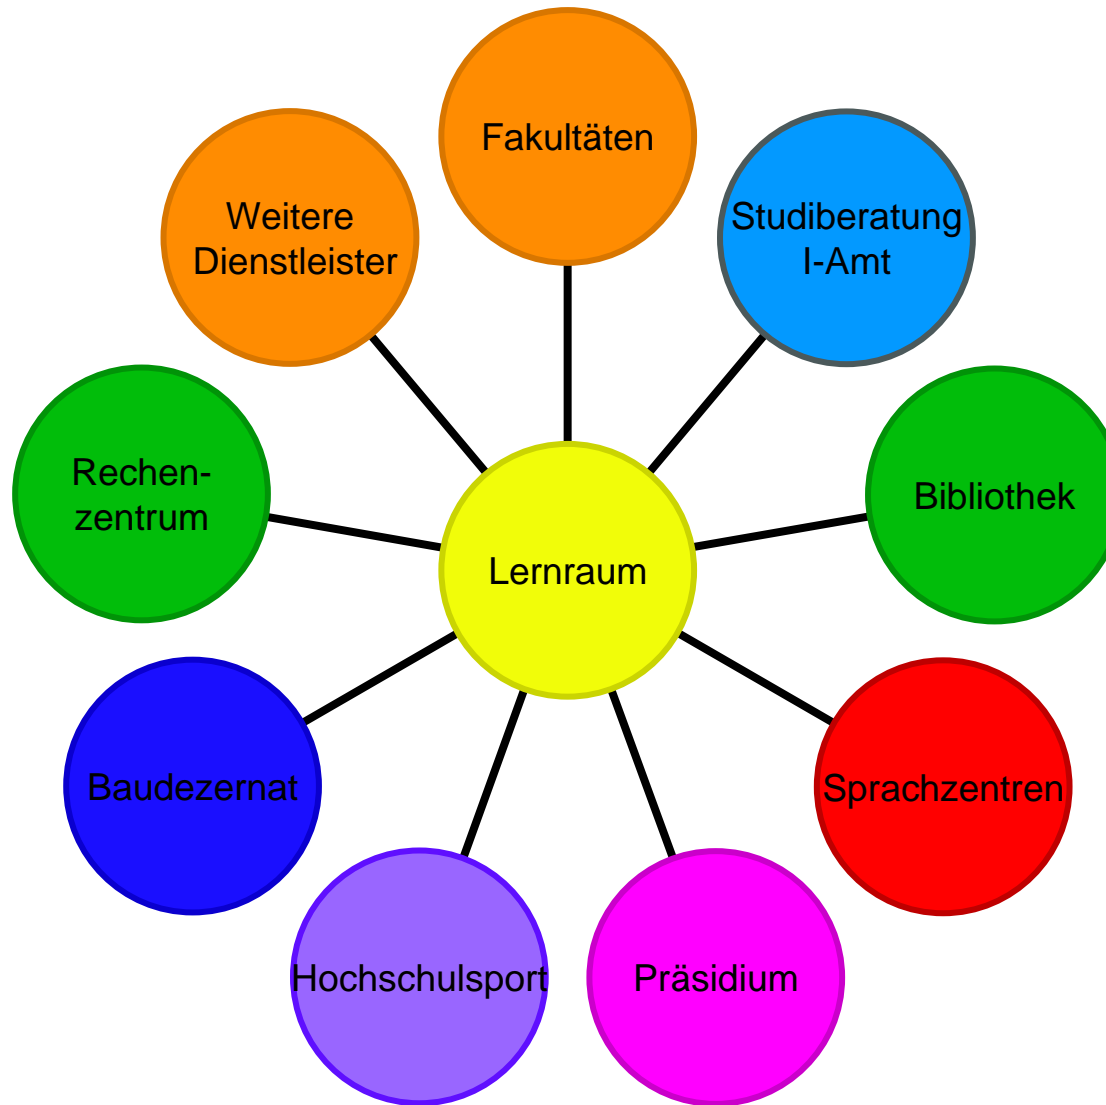 Fakultäten
Studiberatung
I-Amt
Bibliothek
Sprachzentren
Präsidium
Hochschulsport
Baudezernat
Rechen-
zentrum
Weitere
Dienstleister
Lernraum